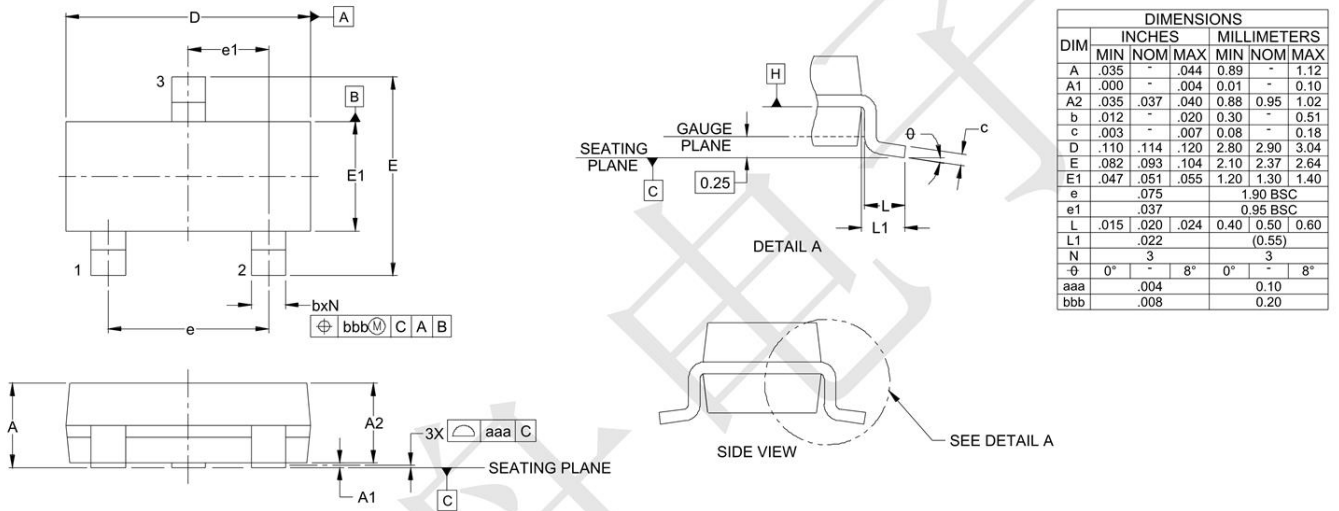 D
A
e1
3
B
E1
E
1
2
bxN
⌖ bbbⓂ C A B
e
A
A2
3X ⌓ aaa C
SEATING PLANE
A1
C
H
GAUGE
PLANE
SEATING
PLANE
C
0.25
θ
c
L
L1
DETAIL A
SIDE VIEW
SEE DETAIL A
DIMENSIONS
DIM INCHES MILLIMETERS
MIN NOM MAX MIN NOM MAX
A .035 - .044 0.89 - 1.12
A1 .000 - .004 0.01 - 0.10
A2 .035 .037 .040 0.88 0.95 1.02
b .012 - .020 0.30 - 0.51
c .003 - .007 0.08 - 0.18
D .110 .114 .120 2.80 2.90 3.04
E .082 .093 .104 2.10 2.37 2.64
E1 .047 .051 .055 1.20 1.30 1.40
e .075 1.90 BSC
e1 .037 0.95 BSC
L .015 .020 .024 0.40 0.50 0.60
L1 .022 (0.55)
N 3 3
θ 0° - 8° 0° - 8°
aaa .004 0.10
bbb .008 0.20